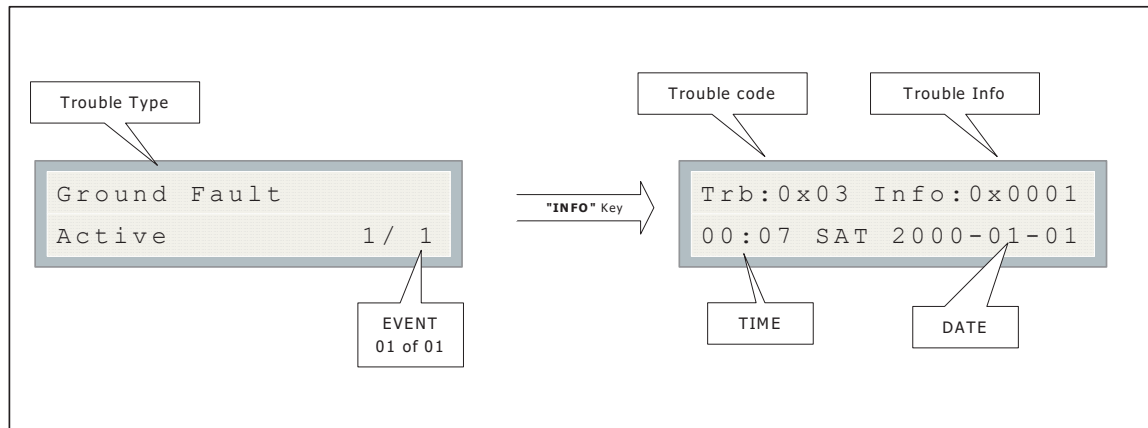 Trouble Type
Ground Fault
Active 1/ 1
EVENT
01 of 01
"INFO" Key
Trouble code
Trouble Info
Trb:0x03 Info:0x0001
00:07 SAT 2000-01-01
TIME
DATE